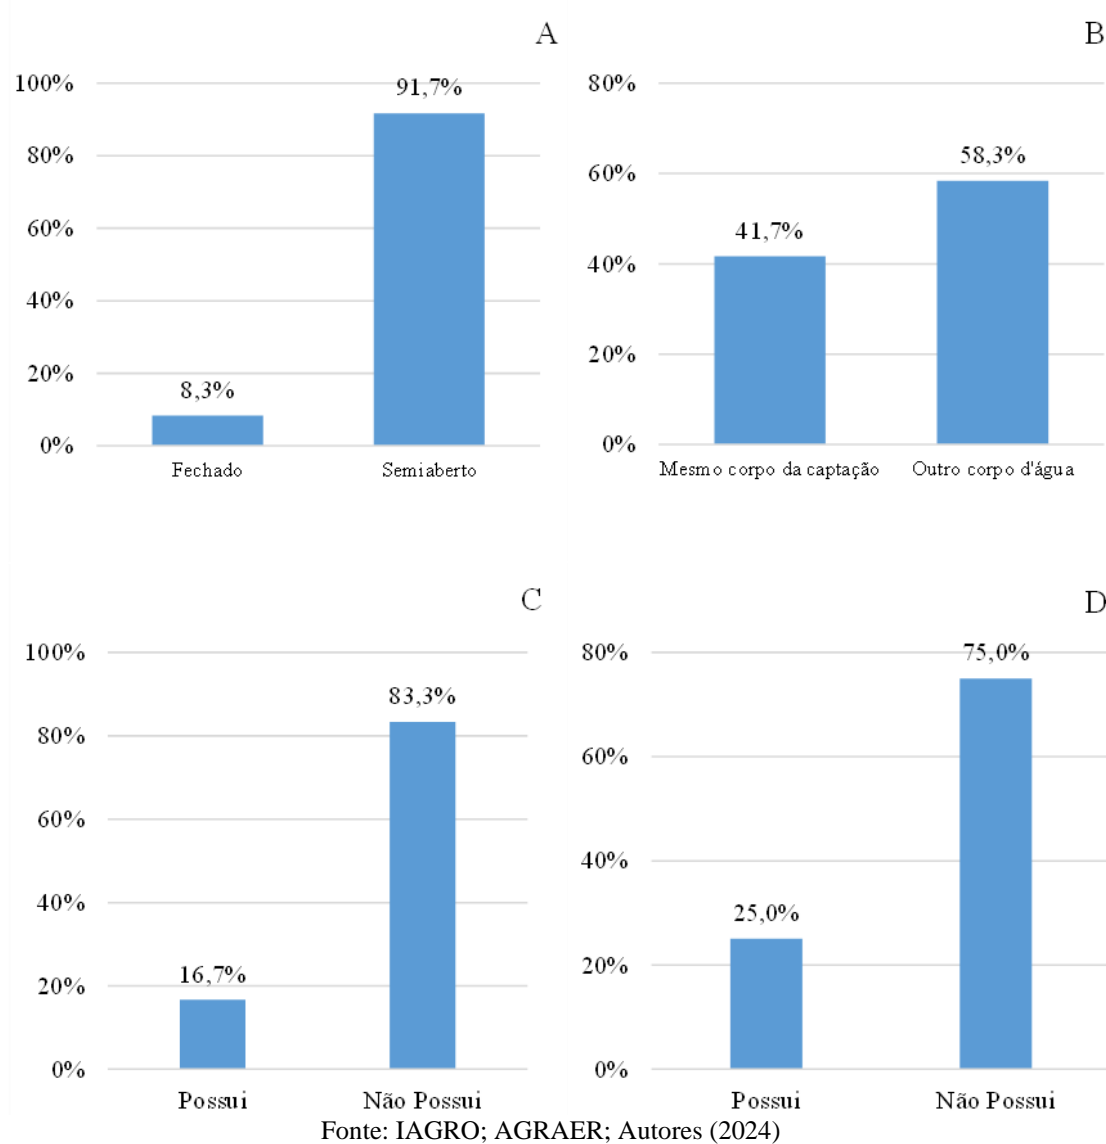 A
100%
80%
60%
40%
20%
0%
91,7%
8,3%
Fechado
Semiaberto
B
80%
60%
40%
20%
0%
58,3%
41,7%
Mesmo corpo da captação
Outro corpo d'água
C
100%
80%
60%
40%
20%
0%
83,3%
16,7%
Possui
Não Possui
D
80%
60%
40%
20%
0%
75,0%
25,0%
Possui
Não Possui
Fonte: IAGRO; AGRAER; Autores (2024)